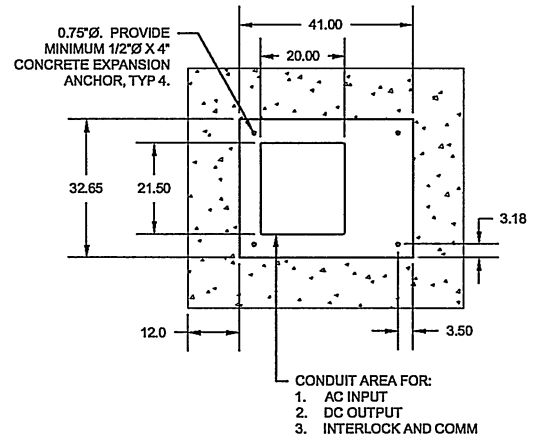 41.00
0.75"Ø. PROVIDE
MINIMUM 1/2"Ø X 4"
CONCRETE EXPANSION
ANCHOR, TYP 4.
20.00
32.65
21.50
3.18
12.0
3.50
CONDUIT AREA FOR:
1. AC INPUT
2. DC OUTPUT
3. INTERLOCK AND COMM